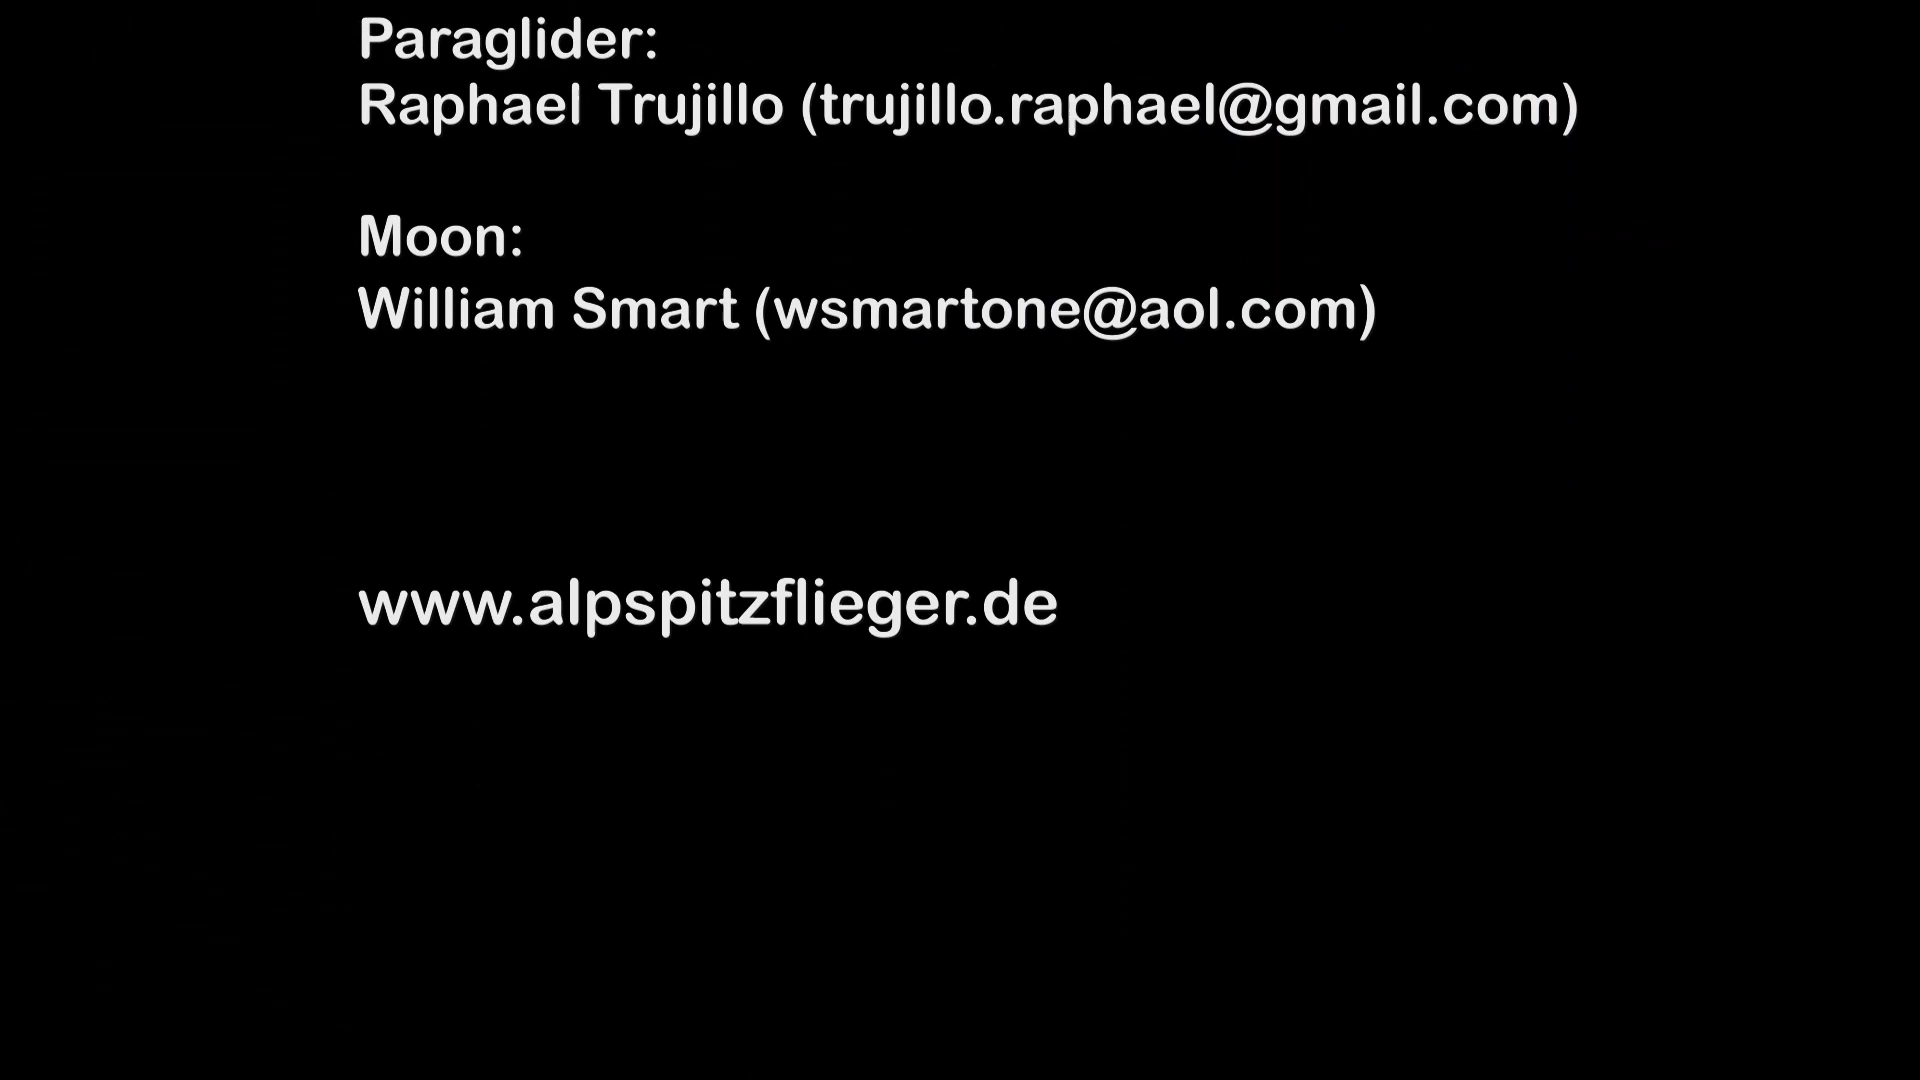 Paraglider:
Raphael Trujillo (trujillo.raphael@gmail.com)
Moon:
William Smart (wsmartone@aol.com)
www.alpspitzflieger.de